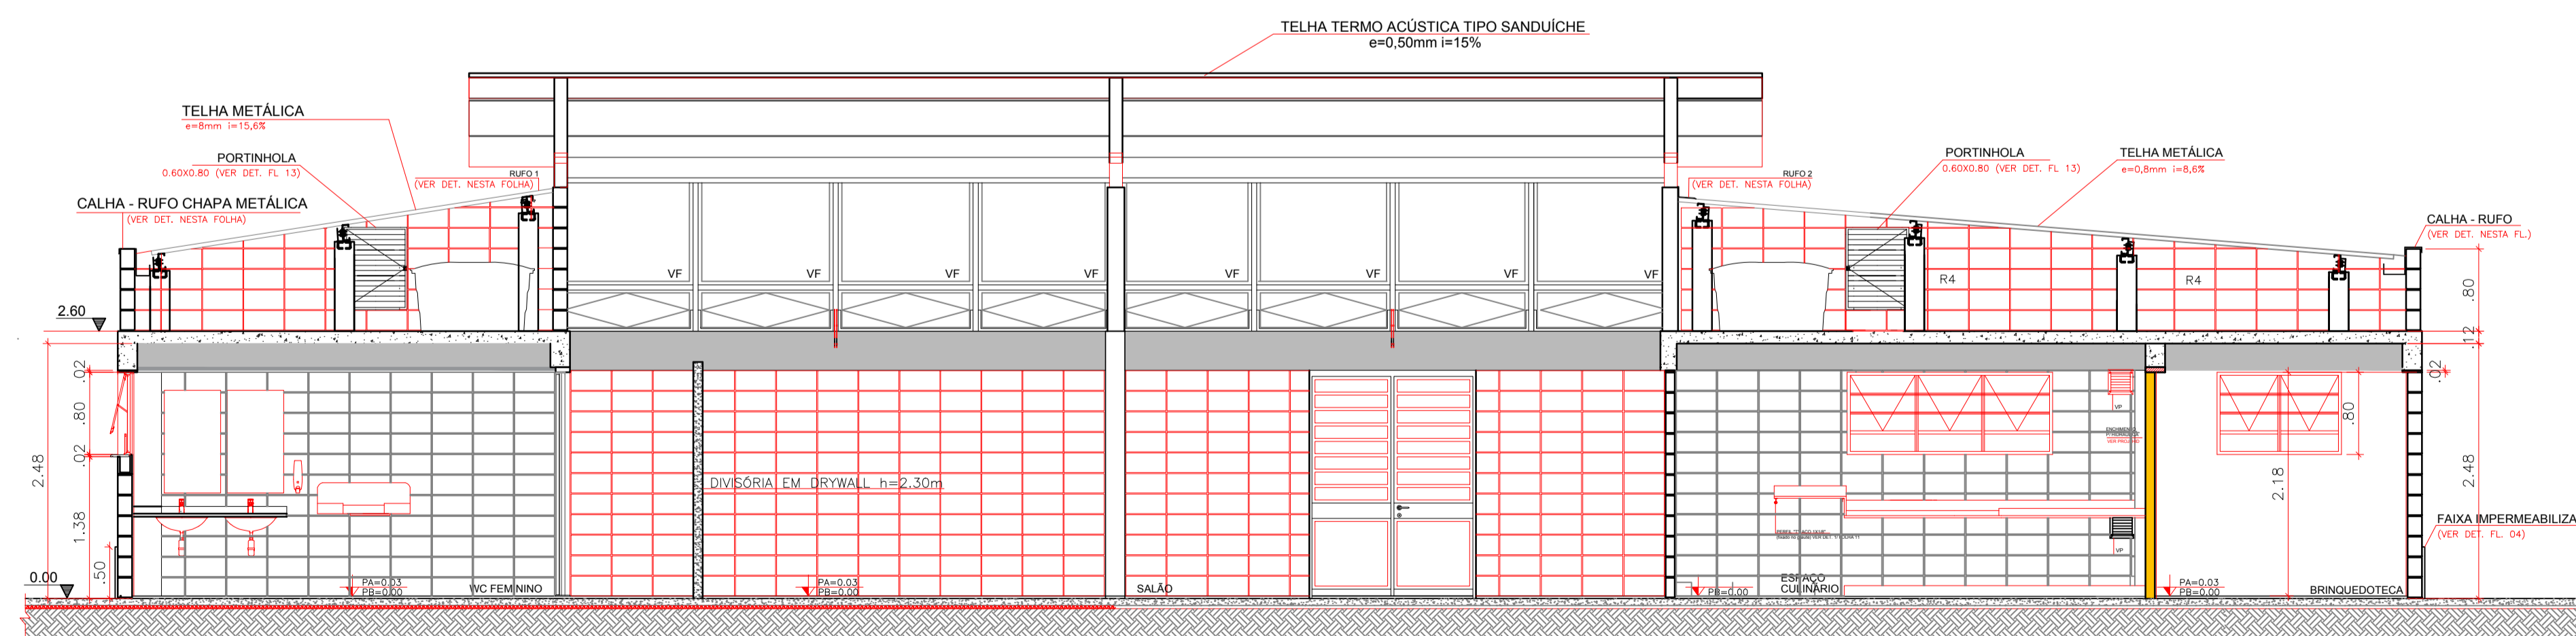 TELHA TERMO ACÚSTICA TIPO SANDUÍCHE
e=0,50mm i=15%
TELHA METÁLICA
e=8mm i=15,6%
PORTINHOLA
0.60X0.80 (VER DET. FL 13)
RUFO 1
(VER DET. NESTA FOLHA)
CALHA - RUFO CHAPA METÁLICA
(VER DET. NESTA FOLHA)
PORTINHOLA
0.60X0.80 (VER DET. FL 13)
TELHA METÁLICA
e=0,8mm i=8,6%
RUFO 2
(VER DET. NESTA FOLHA)
CALHA - RUFO
(VER DET. NESTA FL.)
VF
VF
VF
VF
VF
VF
VF
VF
R4
R4
2.60
.80
.12
.02
.80
.02
2.48
1.38
.50
0.00
DIVISÓRIA EM DRYWALL h=2.30m
VP
VP
.02
.80
2.18
2.48
FAIXA IMPERMEABILIZA
(VER DET. FL. 04)
PA=0.03
PB=0.00
WC FEMININO
PA=0.03
PB=0.00
SALÃO
PB=0.00
ESPAÇO
CULINÁRIO
PA=0.03
PB=0.00
BRINQUEDOTECA